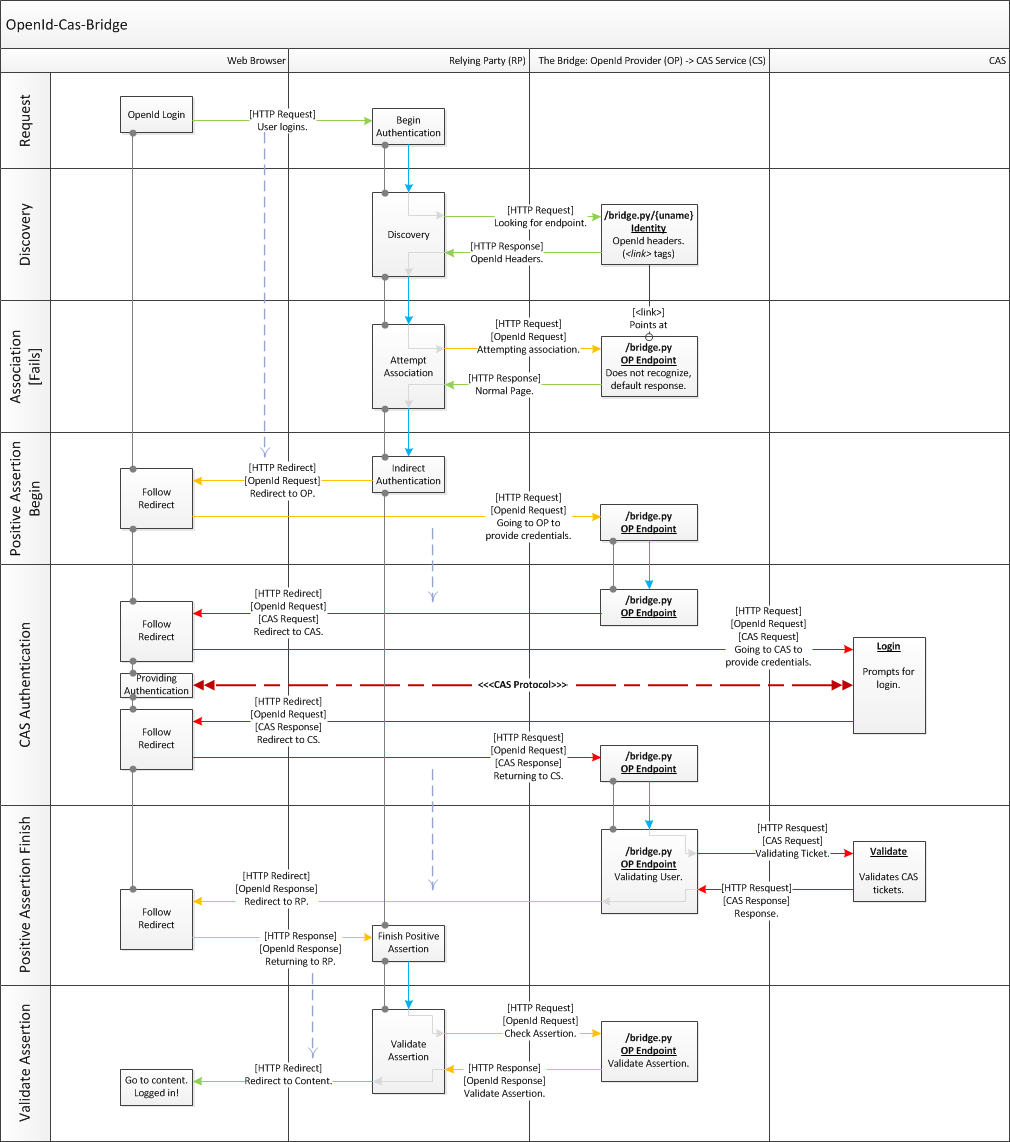 OpenId-Cas-Bridge
Web Browser
Relying Party (RP)
The Bridge: OpenId Provider (OP) -> CAS Service (CS)
CAS
Request
OpenId Login
[HTTP Request]
User logins.
Begin
Authentication
Discovery
Discovery
[HTTP Request]
Looking for endpoint.
[HTTP Response]
OpenId Headers.
/bridge.py/{uname}
Identity
OpenId headers.
(<link> tags)
Association
[Fails]
[<link>]
Points at
Attempt
Association
[HTTP Request]
[OpenId Request]
Attempting association.
[HTTP Response]
Normal Page.
/bridge.py
OP Endpoint
Does not recognize,
default response.
Positive Assertion
Begin
Follow
Redirect
[HTTP Redirect]
[OpenId Request]
Redirect to OP.
Indirect
Authentication
[HTTP Request]
[OpenId Request]
Going to OP to
provide credentials.
/bridge.py
OP Endpoint
CAS Authentication
/bridge.py
OP Endpoint
[HTTP Redirect]
[OpenId Request]
[CAS Request]
Redirect to CAS.
Follow
Redirect
[HTTP Request]
[OpenId Request]
[CAS Request]
Going to CAS to
provide credentials.
Login
Prompts for
login.
Providing
Authentication
<<<CAS Protocol>>>
[HTTP Redirect]
[OpenId Request]
[CAS Response]
Redirect to CS.
Follow
Redirect
[HTTP Resquest]
[OpenId Request]
[CAS Response]
Returning to CS.
/bridge.py
OP Endpoint
Positive Assertion Finish
/bridge.py
OP Endpoint
Validating User.
[HTTP Resquest]
[CAS Request]
Validating Ticket.
Validate
Validates CAS
tickets.
[HTTP Resquest]
[CAS Response]
Response.
[HTTP Redirect]
[OpenId Response]
Redirect to RP.
Follow
Redirect
[HTTP Response]
[OpenId Response]
Returning to RP.
Finish Positive
Assertion
Validate Assertion
Validate
Assertion
[HTTP Request]
[OpenId Request]
Check Assertion.
/bridge.py
OP Endpoint
Validate Assertion.
[HTTP Response]
[OpenId Response]
Validate Assertion.
[HTTP Redirect]
Redirect to Content.
Go to content.
Logged in!